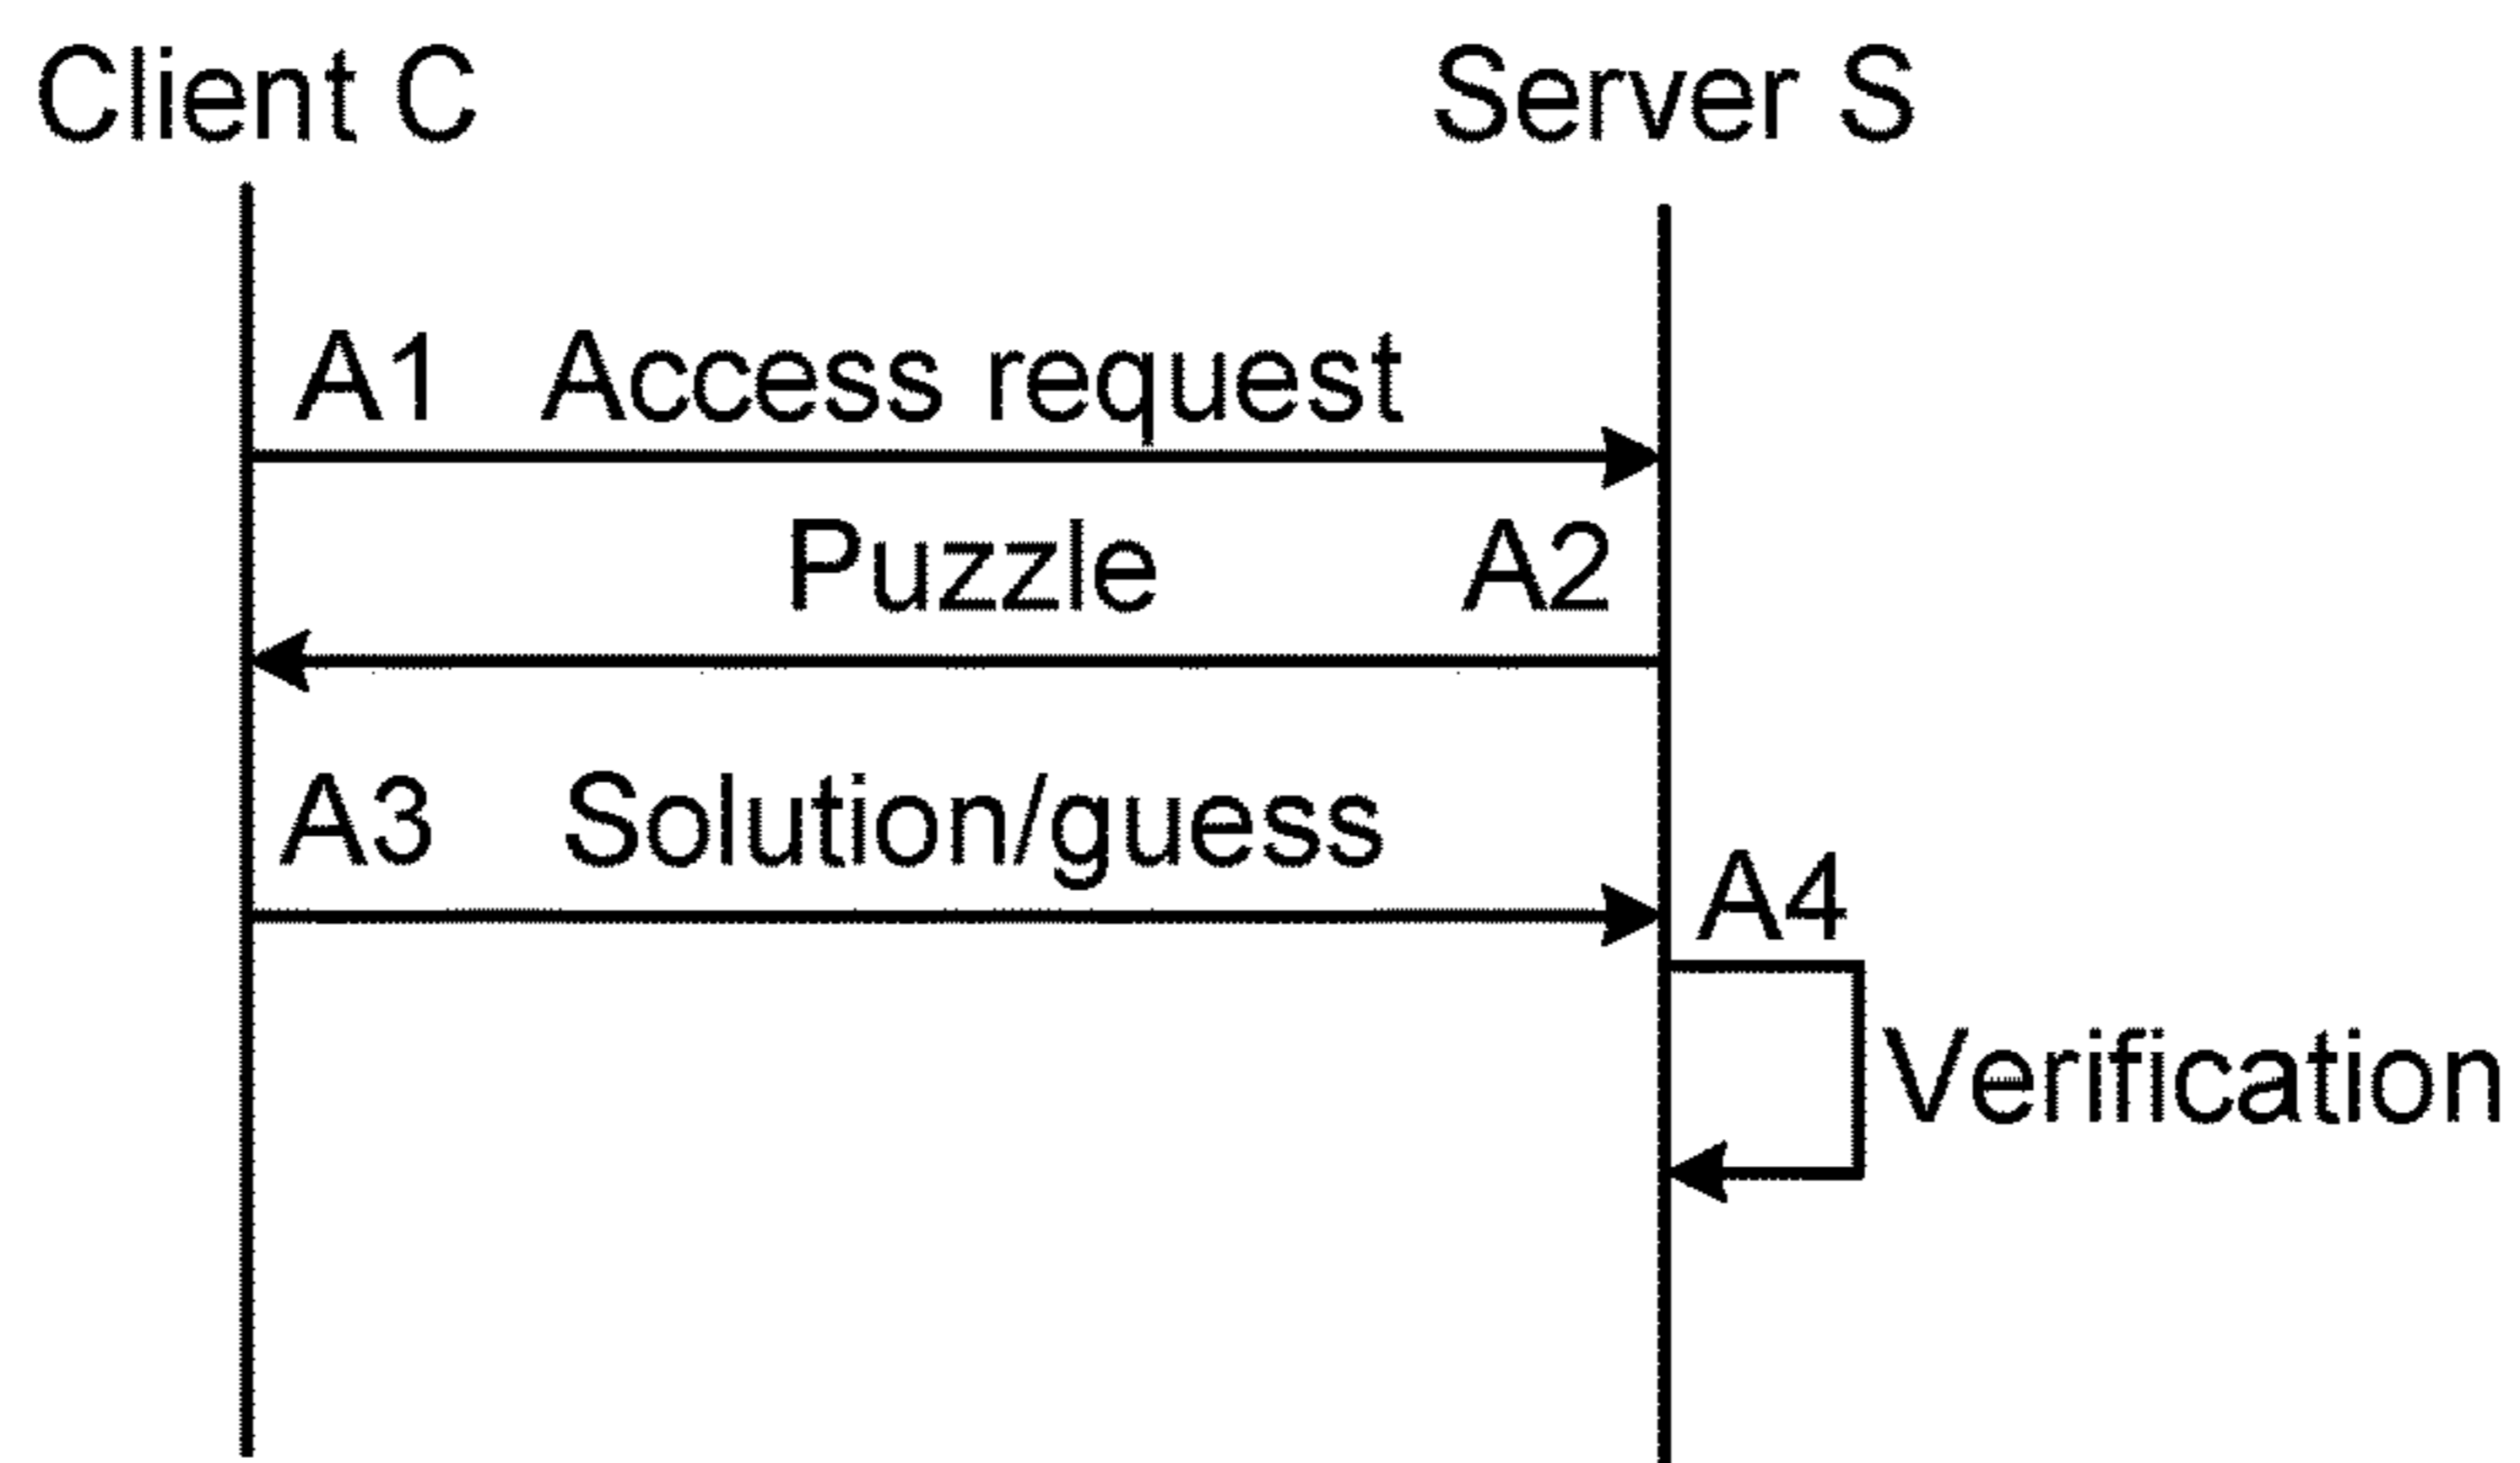 Client C
Server S
A1 Access request
Puzzle A2
A3 Solution/guess
A4
Verification